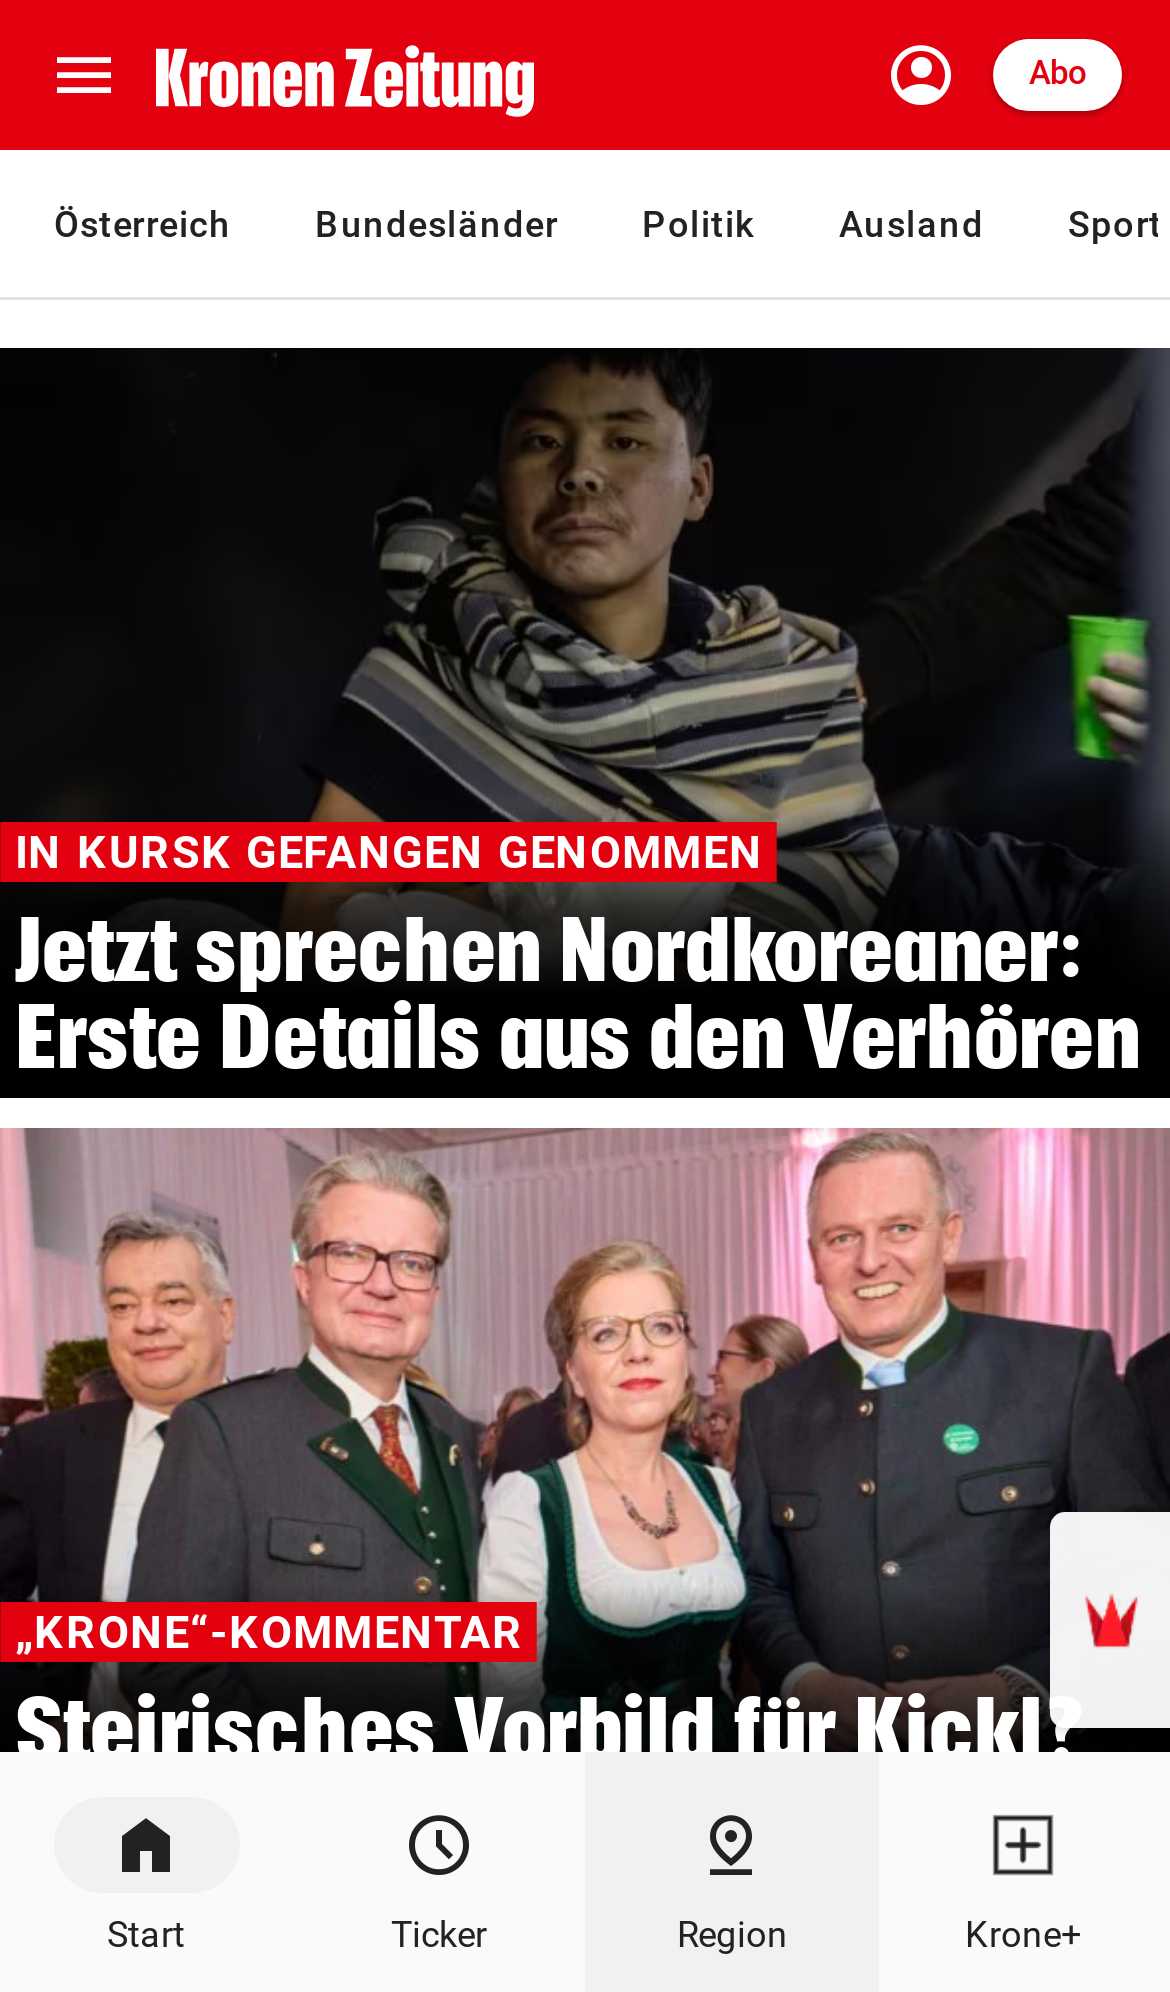 Kronen Zeitung
Abo
Österreich Bundesländer Politik Ausland Sport
IN KURSK GEFANGEN GENOMMEN
Jetzt sprechen Nordkoreaner:
Erste Details aus den Verhören
„KRONE“-KOMMENTAR
Steirisches Vorbild für Kickl?
Start Ticker Region Krone+